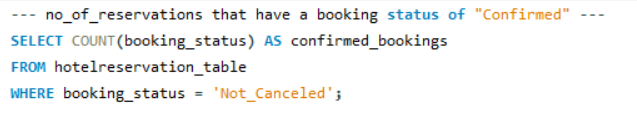 --- no_of_reservations that have a booking status of "Confirmed" ---
SELECT COUNT(booking_status) AS confirmed_bookings
FROM hotelreservation_table
WHERE booking_status = 'Not_Canceled';